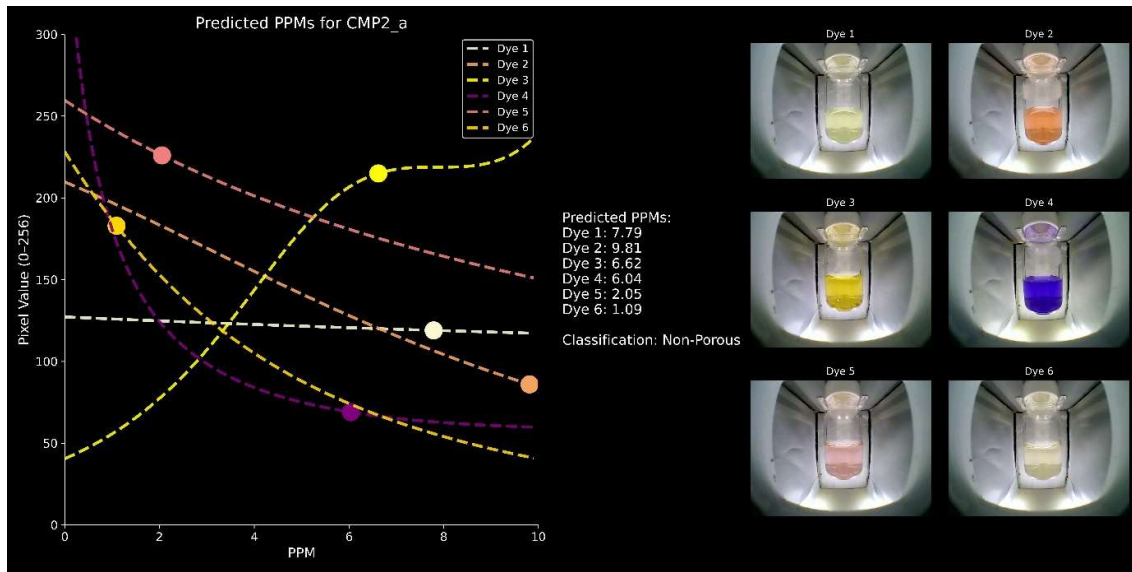 Predicted PPMs for CMP2_a
300
250
200
150
100
50
0
Pixel Value (0–256)
0 2 4 6 8 10
PPM
Dye 1
Dye 2
Dye 3
Dye 4
Dye 5
Dye 6
Predicted PPMs:
Dye 1: 7.79
Dye 2: 9.81
Dye 3: 6.62
Dye 4: 6.04
Dye 5: 2.05
Dye 6: 1.09
Classification: Non-Porous
Dye 1
Dye 2
Dye 3
Dye 4
Dye 5
Dye 6